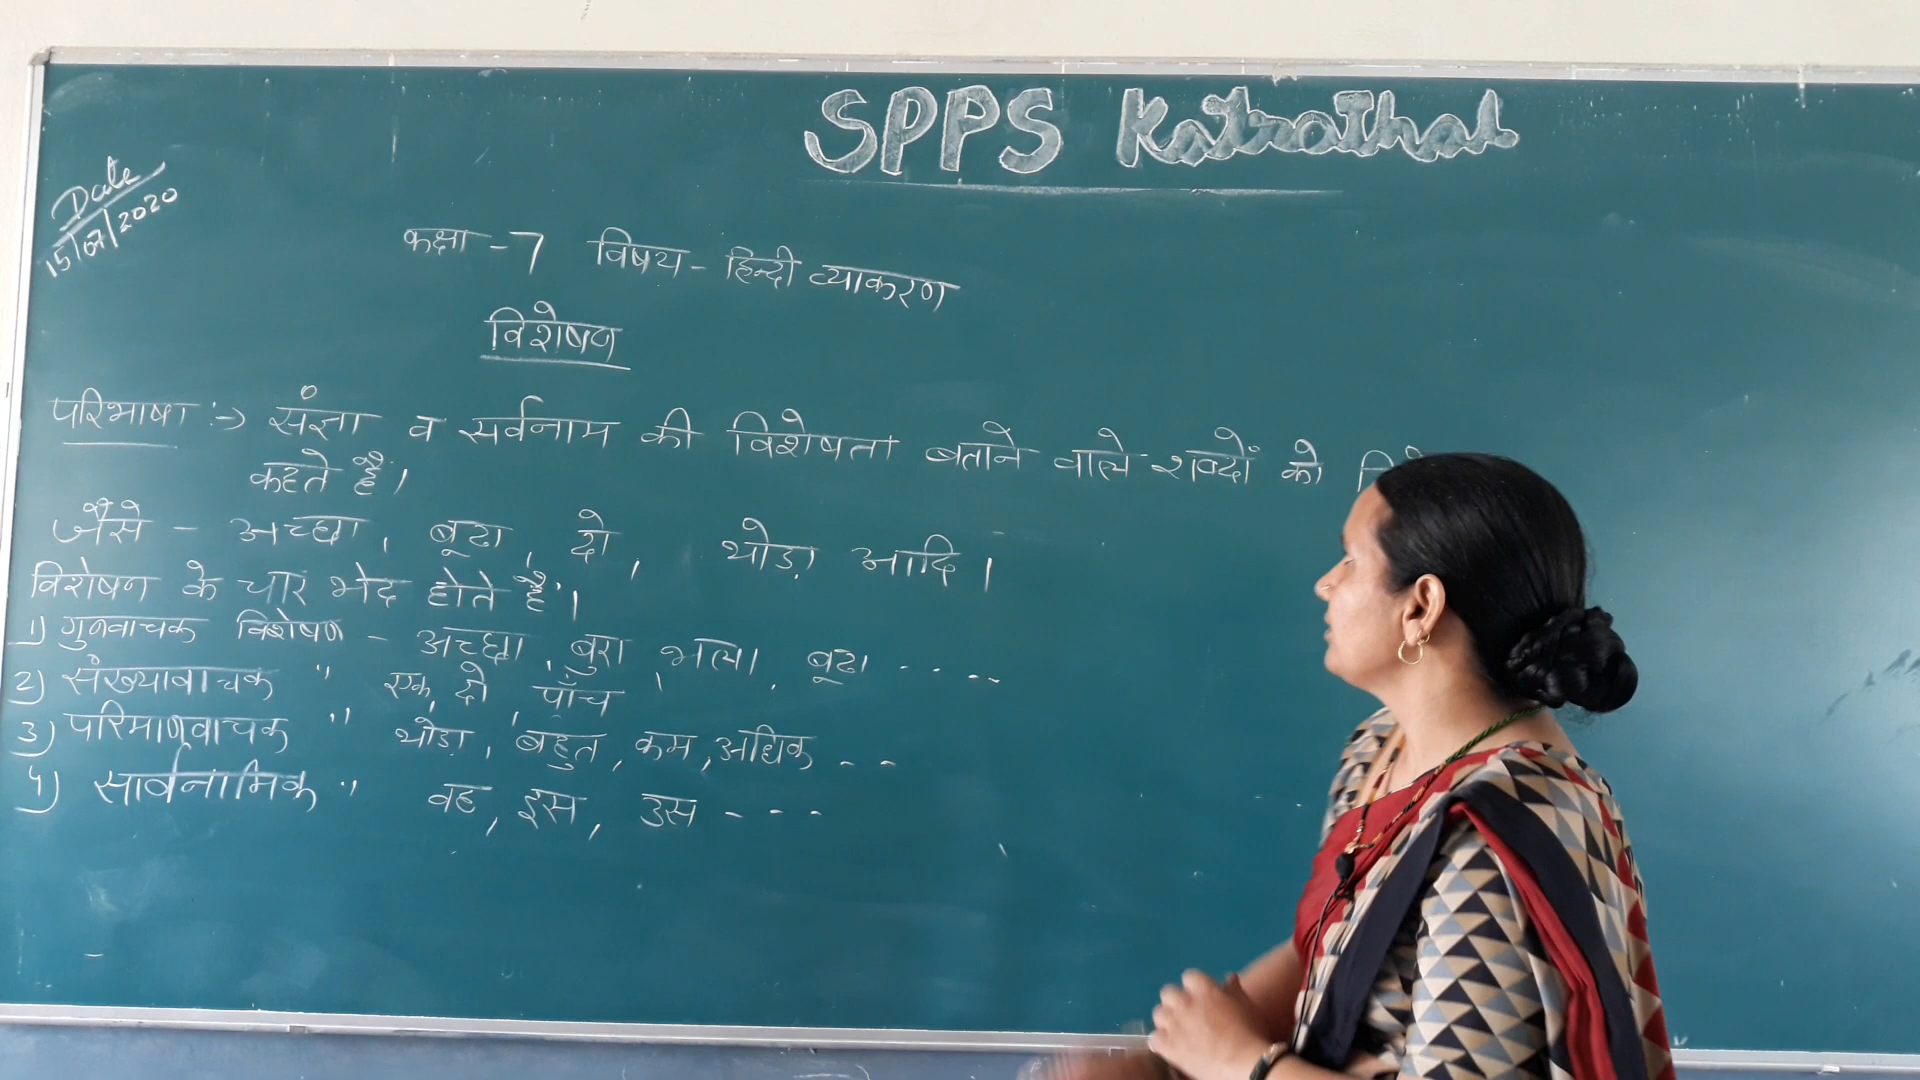 SPPS Katrathal
Date
15/07/2020
कक्षा - 7 विषय - हिन्दी व्याकरण
विशेषण
परिभाषा :-> संज्ञा व सर्वनाम की विशेषता बताने वाले शब्दों को
कहते हैं।
जैसे - अच्छा, बूढा, दो, थोड़ा आदि।
विशेषन के चार भेद होते हैं।
1) गुनवाचक विशेषण - अच्छा, बुरा, भला, बूढा .....
2) संख्यावाचक " एक, दो, पाँच
3) परिमाणवाचक " थोडा, बहुत, कम, अधिक - -
4) सार्वनामिक " वह, इस, उस - - - -